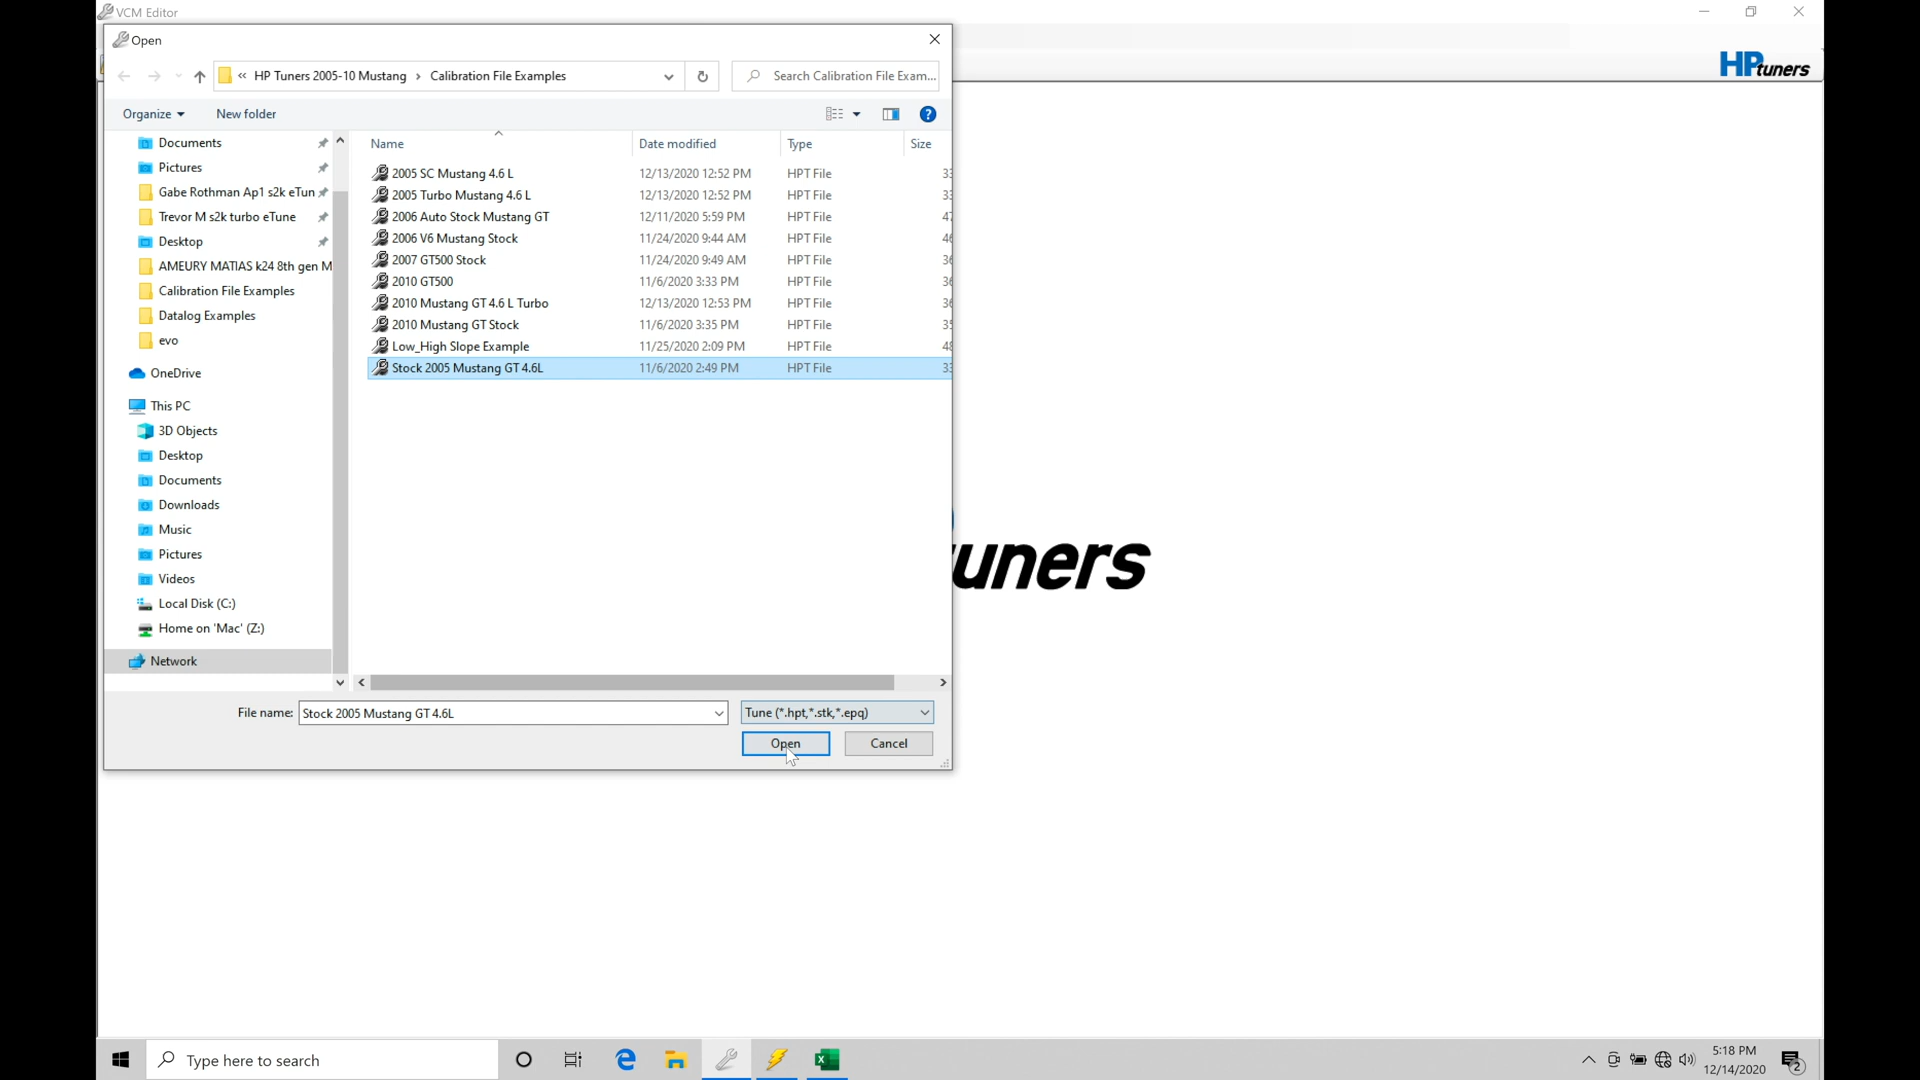 VCM Editor
Open
« HP Tuners 2005-10 Mustang › Calibration File Examples
Search Calibration File Exam...
HP tuners
Organize
New folder
Name Date modified Type Size
Documents
Pictures
Gabe Rothman Ap1 s2k eTun
Trevor M s2k turbo eTune
Desktop
AMEURY MATIAS k24 8th gen M
Calibration File Examples
Datalog Examples
evo
OneDrive
This PC
3D Objects
Desktop
Documents
Downloads
Music
Pictures
Videos
Local Disk (C:)
Home on 'Mac' (Z:)
Network
2005 SC Mustang 4.6 L 12/13/2020 12:52 PM HPT File
2005 Turbo Mustang 4.6 L 12/13/2020 12:52 PM HPT File
2006 Auto Stock Mustang GT 12/11/2020 5:59 PM HPT File
2006 V6 Mustang Stock 11/24/2020 9:44 AM HPT File
2007 GT500 Stock 11/24/2020 9:49 AM HPT File
2010 GT500 11/6/2020 3:33 PM HPT File
2010 Mustang GT 4.6 L Turbo 12/13/2020 12:53 PM HPT File
2010 Mustang GT Stock 11/6/2020 3:35 PM HPT File
Low_High Slope Example 11/25/2020 2:09 PM HPT File
Stock 2005 Mustang GT 4.6L 11/6/2020 2:49 PM HPT File
uners
File name: Stock 2005 Mustang GT 4.6L Tune (*.hpt,*.stk,*.epq)
Open Cancel
Type here to search
5:18 PM
12/14/2020
2